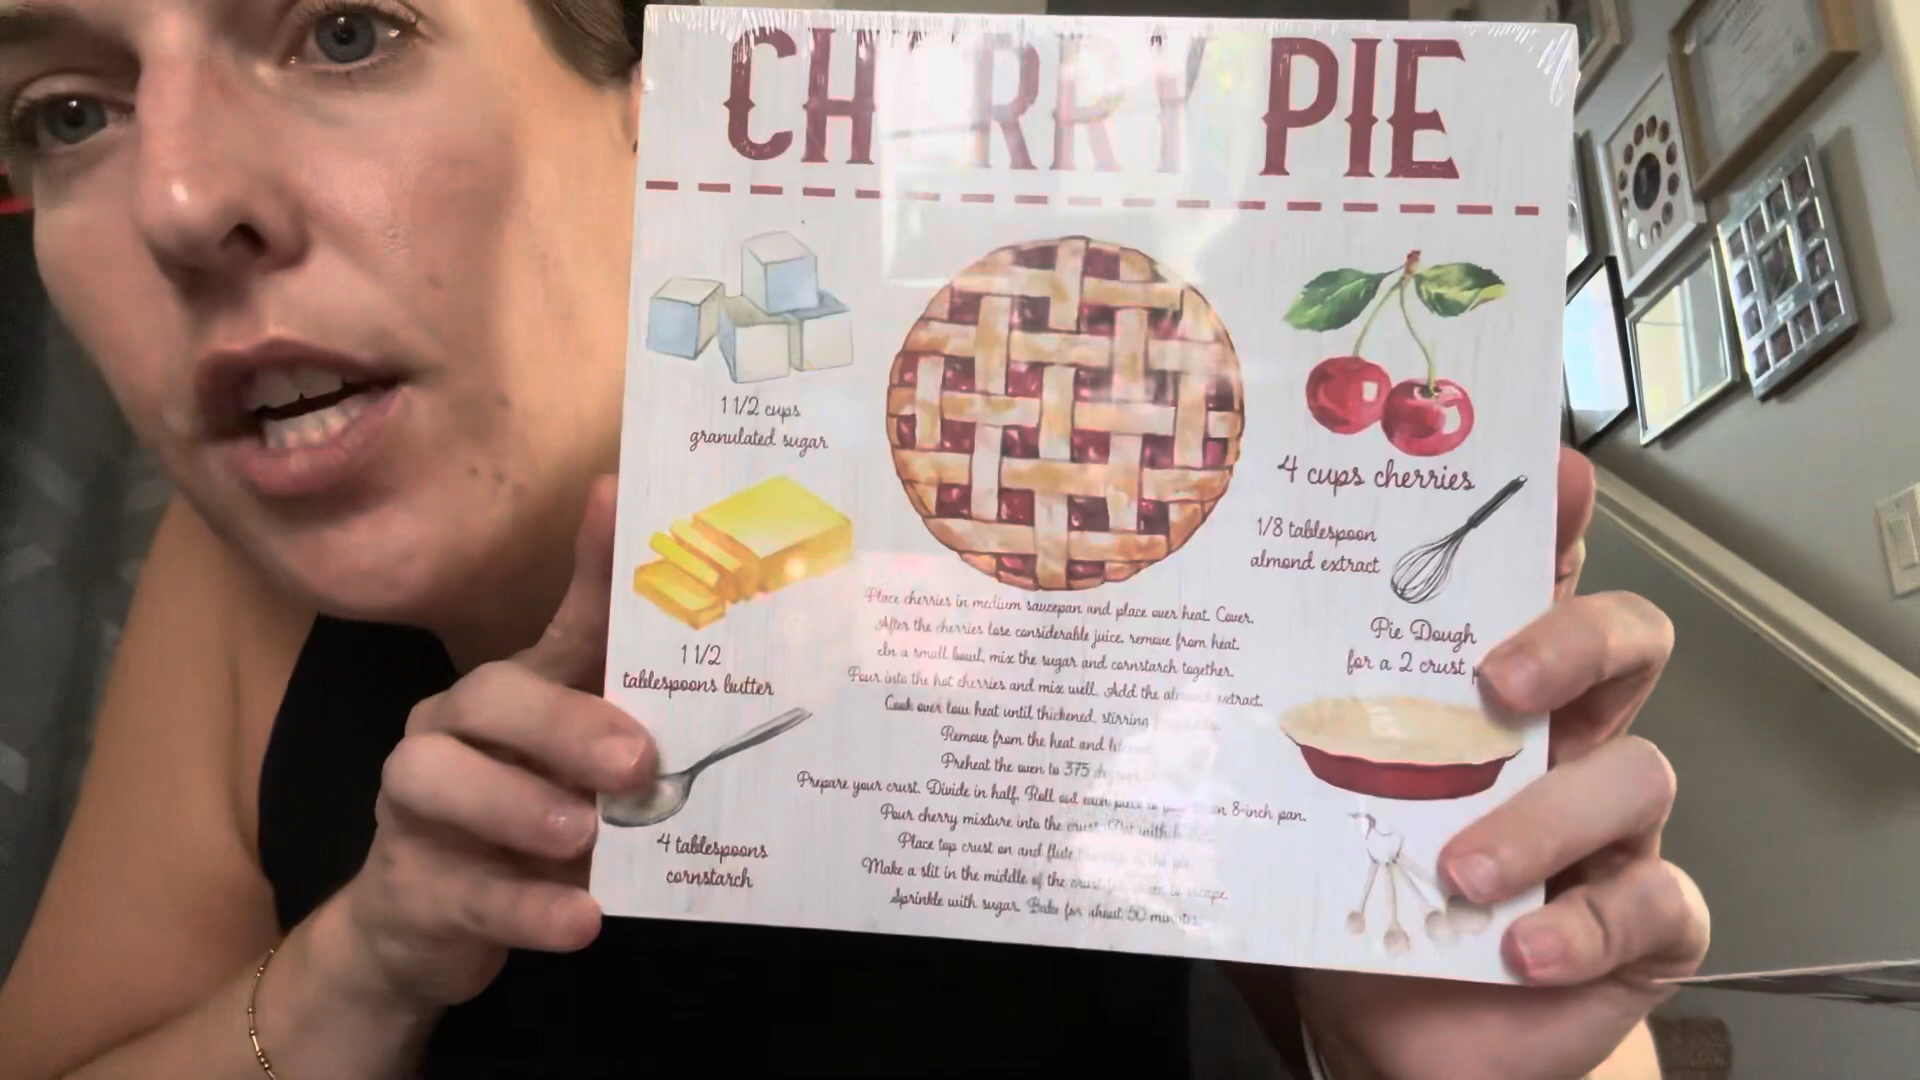 CH RRY PIE
1 1/2 cups
granulated sugar
4 cups cherries
1/8 tablespoon
almond extract
1 1/2
tablespoons butter
Pie Dough
for a 2 crust
4 tablespoons
cornstarch
Place cherries in medium saucepan and place over heat. Cover.
After the cherries lose considerable juice, remove from heat.
In a small bowl, mix the sugar and cornstarch together.
Pour into the hot cherries and mix well. Add the extract.
Cook over low heat until thickened, stirring
Remove from the heat and
Preheat the oven to 375
Prepare your crust. Divide in half. Roll out each piece 8-inch pan.
Pour cherry mixture into the crust.
Place top crust on and flute
Make a slit in the middle of the
Sprinkle with sugar. Bake for about 50 minutes.